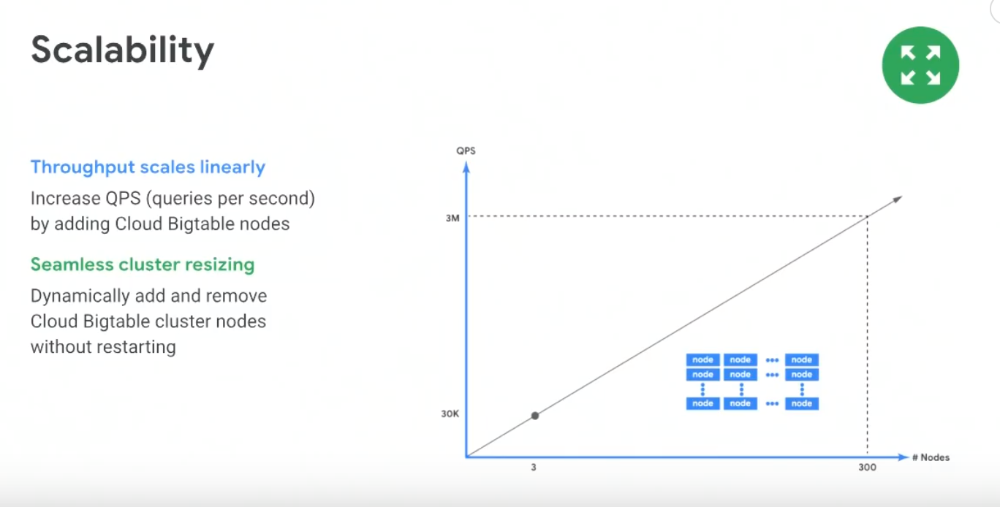 Scalability
Throughput scales linearly
Increase QPS (queries per second)
by adding Cloud Bigtable nodes
Seamless cluster resizing
Dynamically add and remove
Cloud Bigtable cluster nodes
without restarting
QPS
3M
30K
node node ••• node
node node ••• node
node node ••• node
3
300
# Nodes